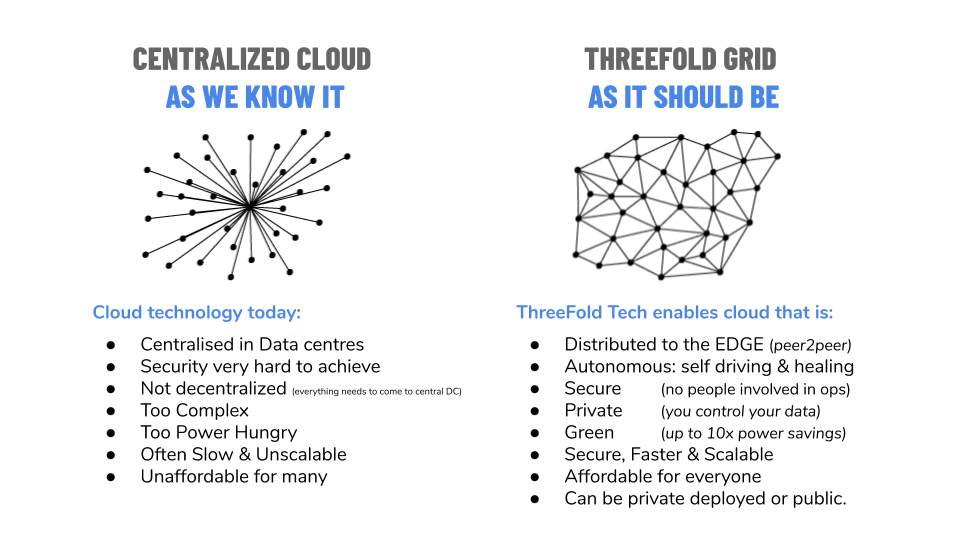 CENTRALIZED CLOUD
AS WE KNOW IT
Cloud technology today:
● Centralised in Data centres
● Security very hard to achieve
● Not decentralized (everything needs to come to central DC)
● Too Complex
● Too Power Hungry
● Often Slow & Unscalable
● Unaffordable for many
THREEFOLD GRID
AS IT SHOULD BE
ThreeFold Tech enables cloud that is:
● Distributed to the EDGE (peer2peer)
● Autonomous: self driving & healing
● Secure (no people involved in ops)
● Private (you control your data)
● Green (up to 10x power savings)
● Secure, Faster & Scalable
● Affordable for everyone
● Can be private deployed or public.